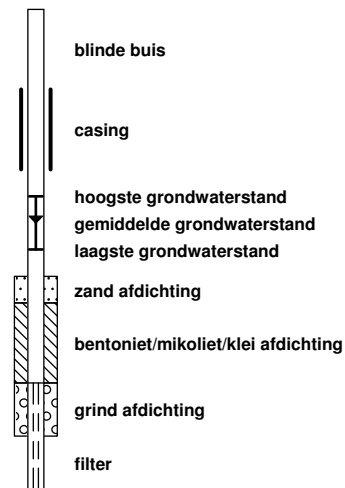 blinde buis
casing
hoogste grondwaterstand
gemiddelde grondwaterstand
laagste grondwaterstand
zand afdichting
bentoniet/mikoliet/klei afdichting
grind afdichting
filter